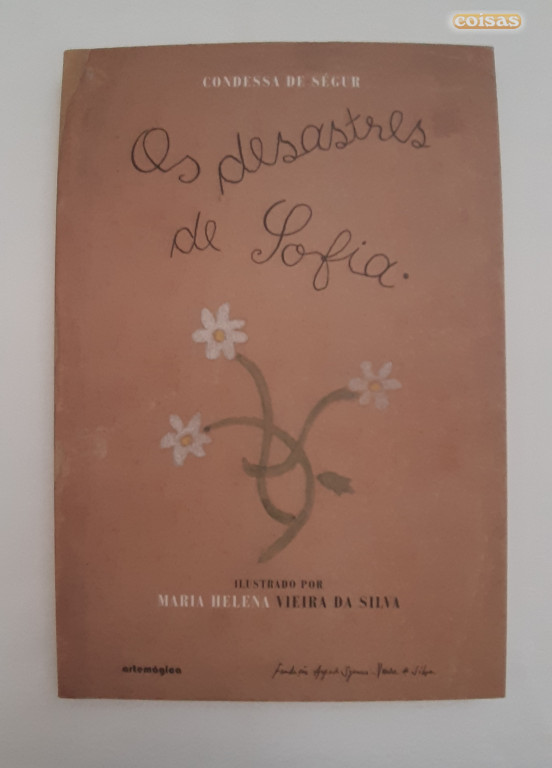 coisas
CONDESSA DE SÉGUR
Os desastres
de Sofia.
ILUSTRADO POR
MARIA HELENA VIEIRA DA SILVA
artemágica